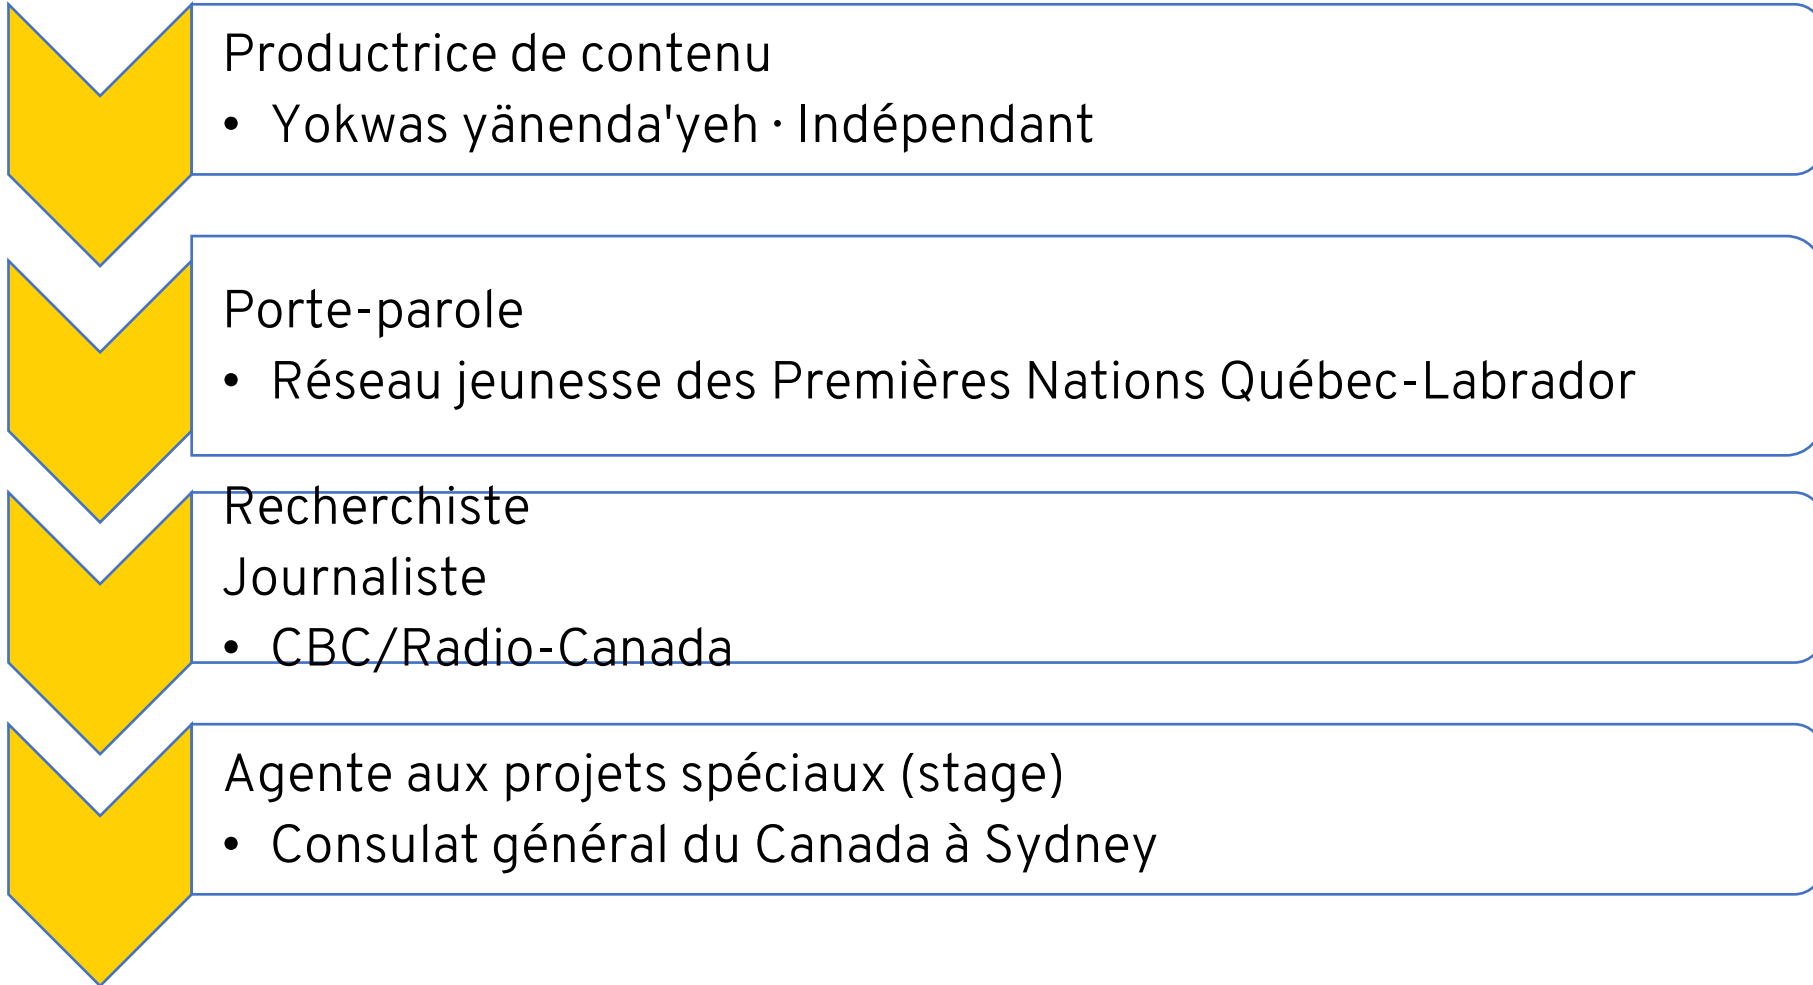 Productrice de contenu
• Yokwas yänenda'yeh · Indépendant
Porte-parole
• Réseau jeunesse des Premières Nations Québec-Labrador
Recherchiste
Journaliste
• CBC/Radio-Canada
Agente aux projets spéciaux (stage)
• Consulat général du Canada à Sydney